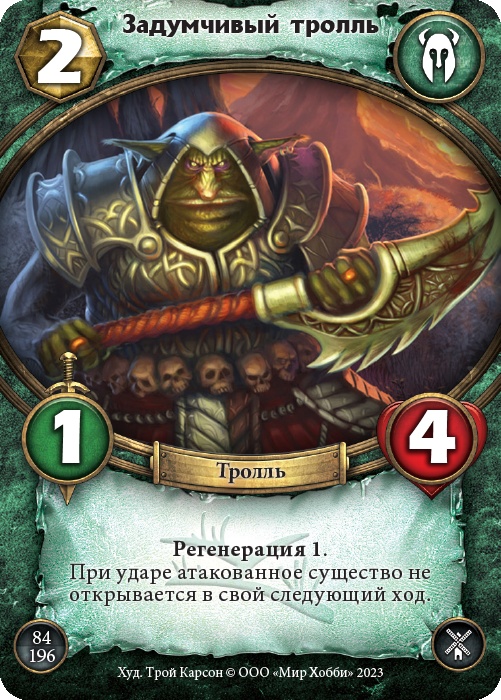 Задумчивый тролль
2
1
4
Тролль
Регенерация 1.
При ударе атакованное существо не
открывается в свой следующий ход.
84
196
Худ. Трой Карсон © ООО «Мир Хобби» 2023